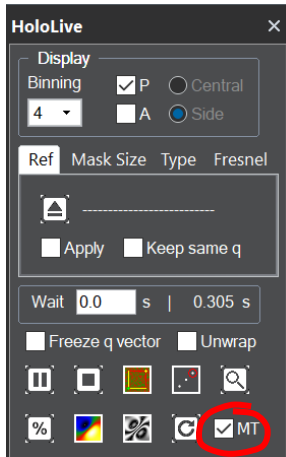 HoloLive ×
Display
Binning P Central
4 A Side
Ref Mask Size Type Fresnel
--------------------------
Apply Keep same q
Wait 0.0 s | 0.305 s
Freeze q vector Unwrap
% % C MT